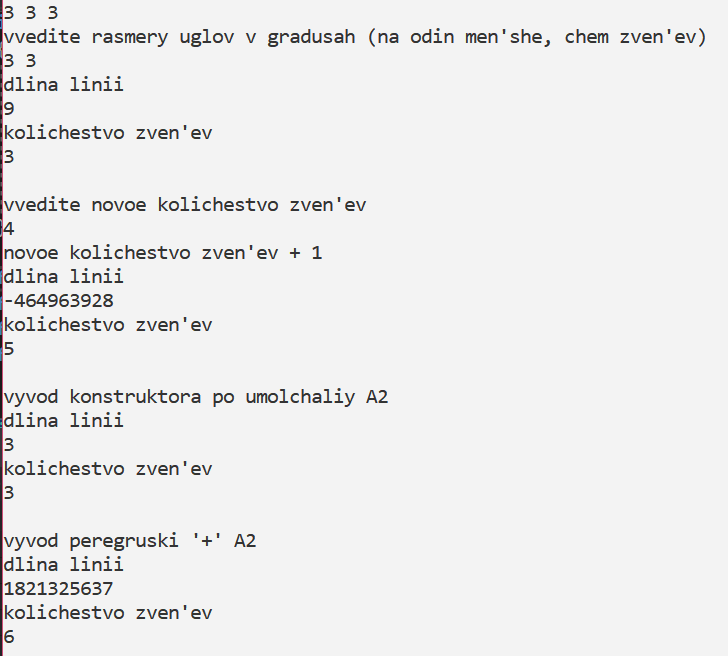 3 3 3
vvedite rasmery uglov v gradusah (na odin men'she, chem zven'ev)
3 3
dlina linii
9
kolichestvo zven'ev
3
vvedite novoe kolichestvo zven'ev
4
novoe kolichestvo zven'ev + 1
dlina linii
-464963928
kolichestvo zven'ev
5
vyvod konstruktora po umolchaliy A2
dlina linii
3
kolichestvo zven'ev
3
vyvod peregruski '+' A2
dlina linii
1821325637
kolichestvo zven'ev
6